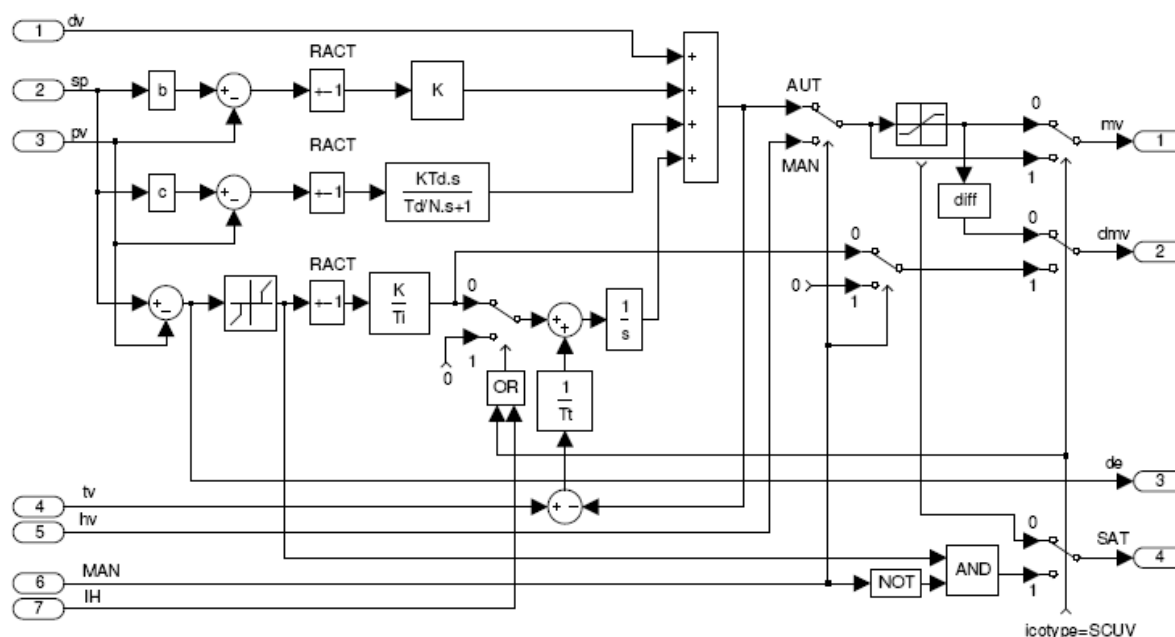 1 dv
2 sp
3 pv
RACT
b + − +−1 K
RACT
c + − +−1 KTd.s
Td/N.s+1
RACT
+ − +−1 K
Ti
0
1
0
+ +
1
s
OR
1
Tt
+ −
+
+
+
+
AUT
MAN
0
1
mv 1
diff
0
1
dmv 2
0
0
1
4 tv
5 hv
6 MAN
7 IH
de 3
NOT AND
0
1
SAT 4
icotype=SCUV